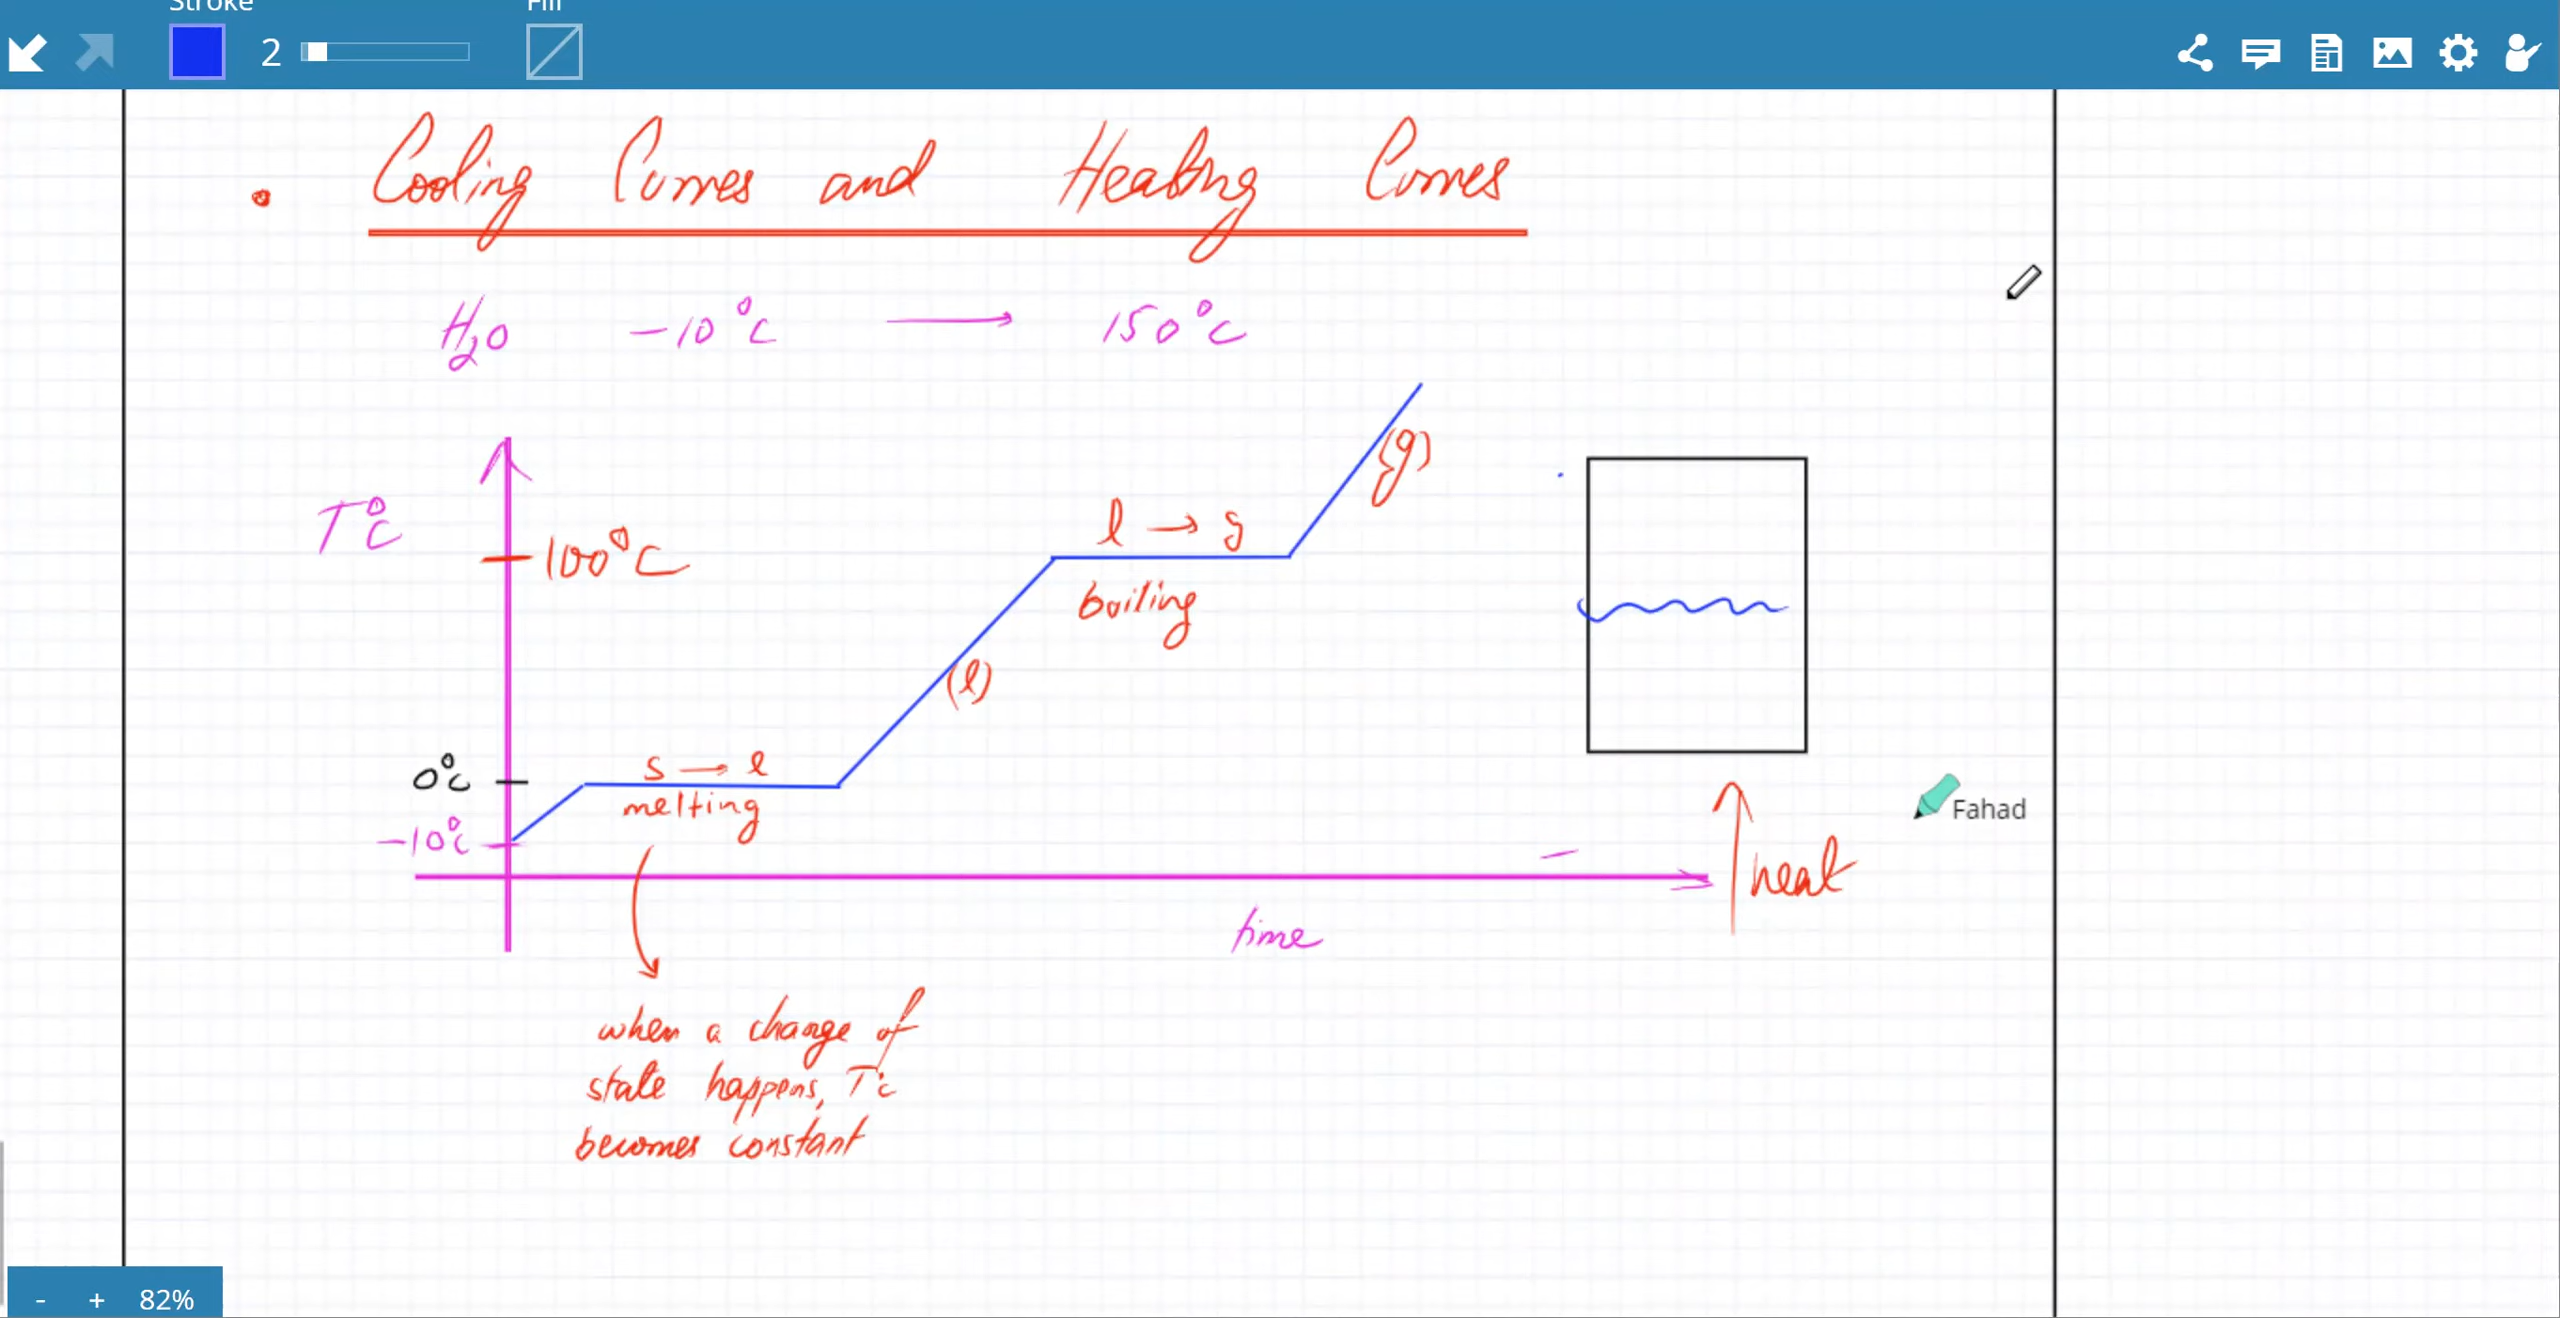 Stroke
Fill
2
Cooling Curves and Heating Curves
H₂O -10°C → 150°C
T°C
100°C
l → g
(g)
boiling
(l)
0°C
s → l
melting
-10°C
heat
Fahad
time
when a change of
state happens, T°C
becomes constant
- + 82%